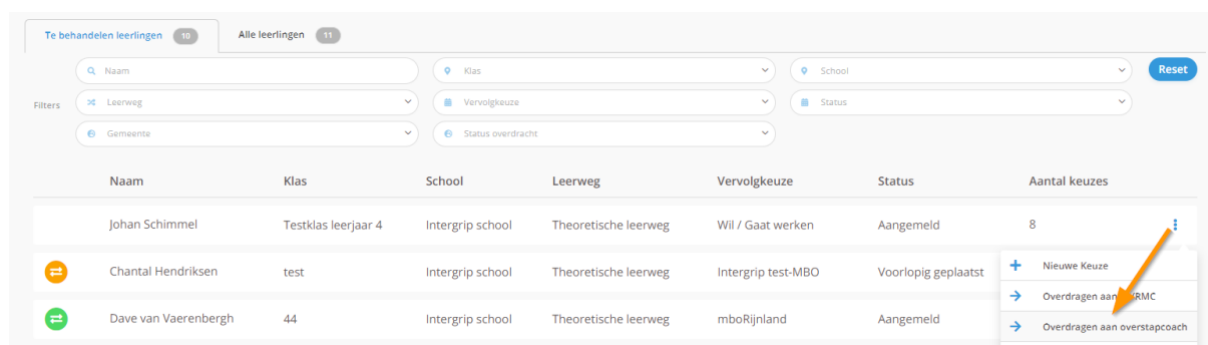 Te behandelen leerlingen 10 Alle leerlingen 11
Naam Klas School Reset
Filters Leerweg Vervolgkeuze Status
Gemeente Status overdracht
Naam Klas School Leerweg Vervolgkeuze Status Aantal keuzes
Johan Schimmel Testklas leerjaar 4 Intergrip school Theoretische leerweg Wil / Gaat werken Aangemeld 8
Chantal Hendriksen test Intergrip school Theoretische leerweg Intergrip test-MBO Voorlopig geplaatst
Nieuwe Keuze
Overdragen aan RMC
Dave van Vaerenbergh 44 Intergrip school Theoretische leerweg mboRijnland Aangemeld
Overdragen aan overstapcoach